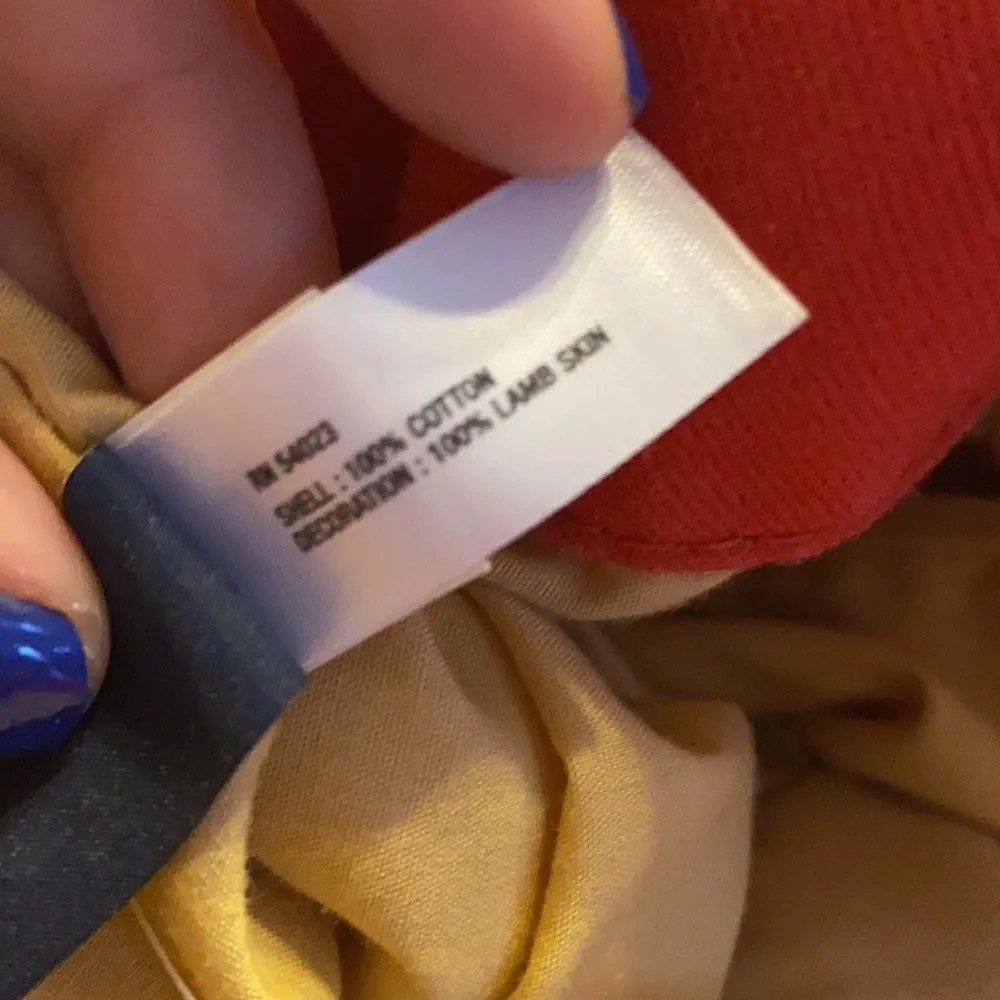 RN 54023
SHELL : 100% COTTON
DECORATION : 100% LAMB SKIN